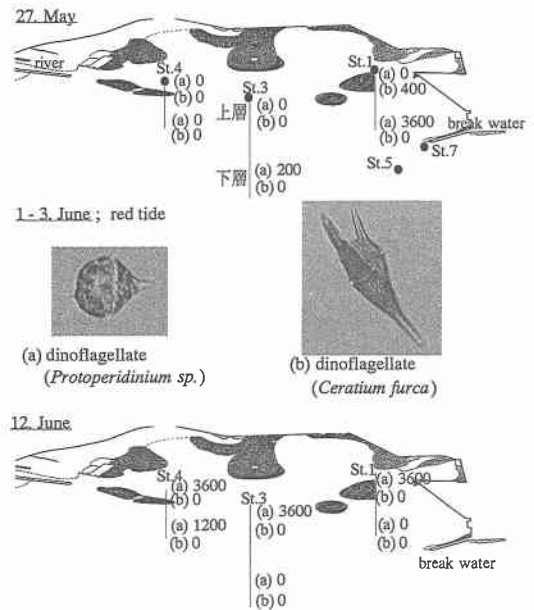 27. May
river
St.4
(a) 0
(b) 0
(a) 0
(b) 0
St.3
上層
(a) 0
(b) 0
下層
(a) 200
(b) 0
St.1
(a) 0
(b) 400
(a) 3600
(b) 0
break water
St.7
St.5
1 - 3. June ; red tide
(a) dinoflagellate
(Protoperidinium sp.)
(b) dinoflagellate
(Ceratium furca)
12. June
St.4
(a) 3600
(b) 0
(a) 1200
(b) 0
St.3
(a) 3600
(b) 0
(a) 0
(b) 0
St.1
(a) 3600
(b) 0
(a) 0
(b) 0
break water